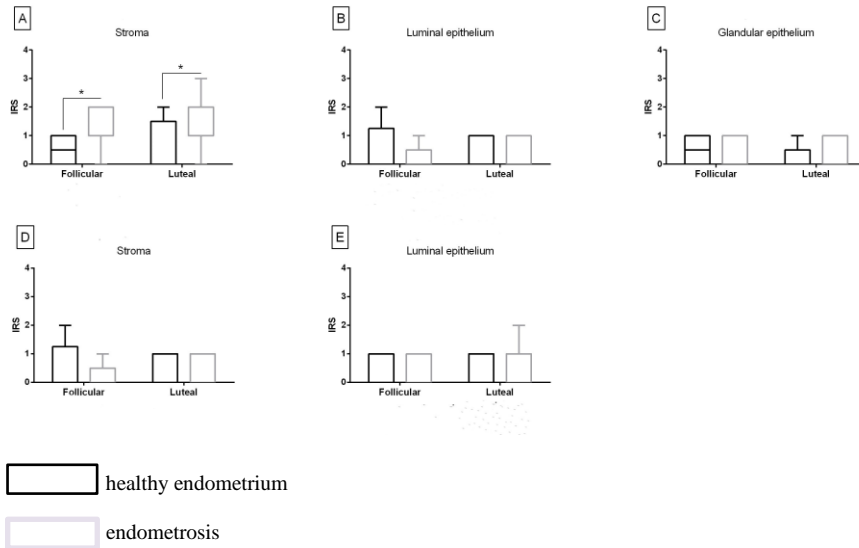 A
Stroma
IRS
4
3
2
1
0
*
*
Follicular
Luteal
B
Luminal epithelium
IRS
4
3
2
1
0
Follicular
Luteal
C
Glandular epithelium
IRS
4
3
2
1
0
Follicular
Luteal
D
Stroma
IRS
4
3
2
1
0
Follicular
Luteal
E
Luminal epithelium
IRS
4
3
2
1
0
Follicular
Luteal
healthy endometrium
endometrosis